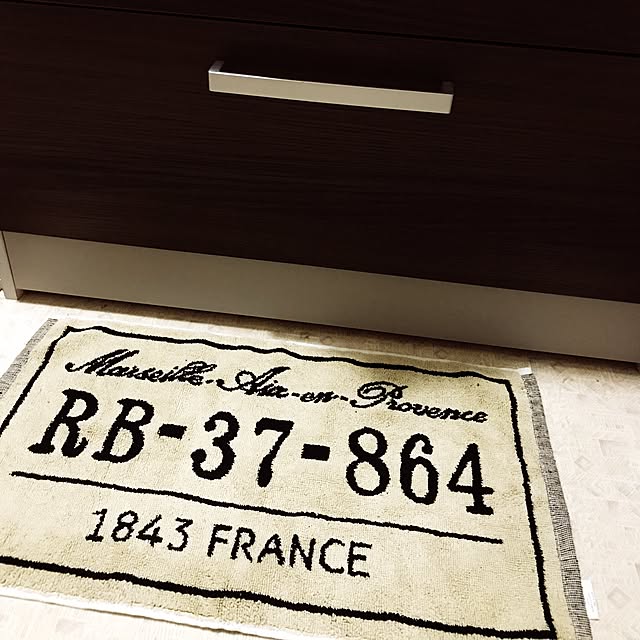 Marseille-Aix-en-Provence
RB-37-864
1843 FRANCE